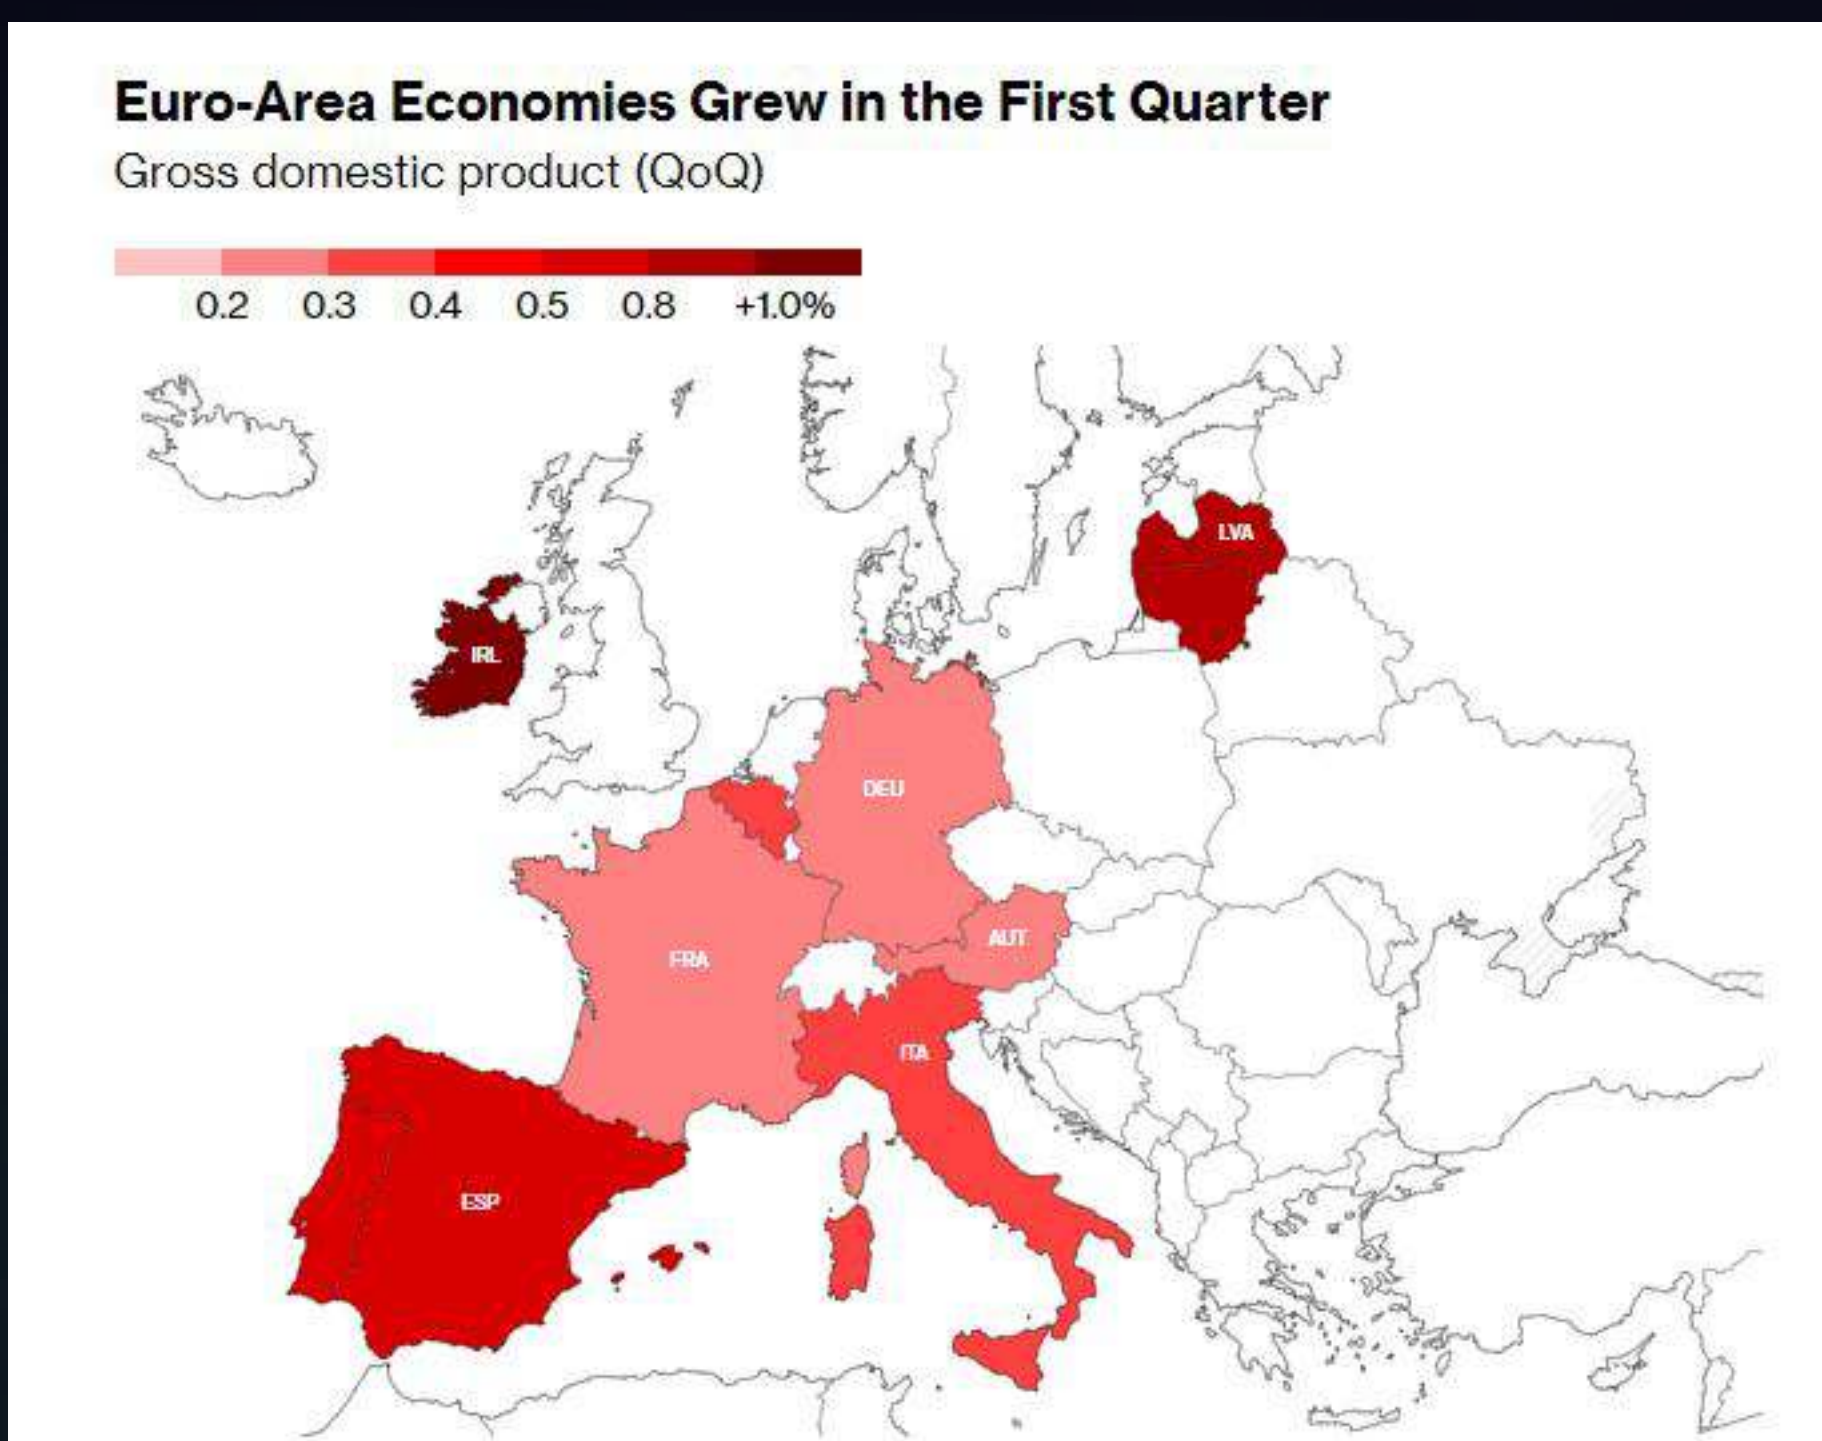 Euro-Area Economies Grew in the First Quarter
Gross domestic product (QoQ)
0.2 0.3 0.4 0.5 0.8 +1.0%
LVA
IRL
DEU
AUT
FRA
ITA
ESP